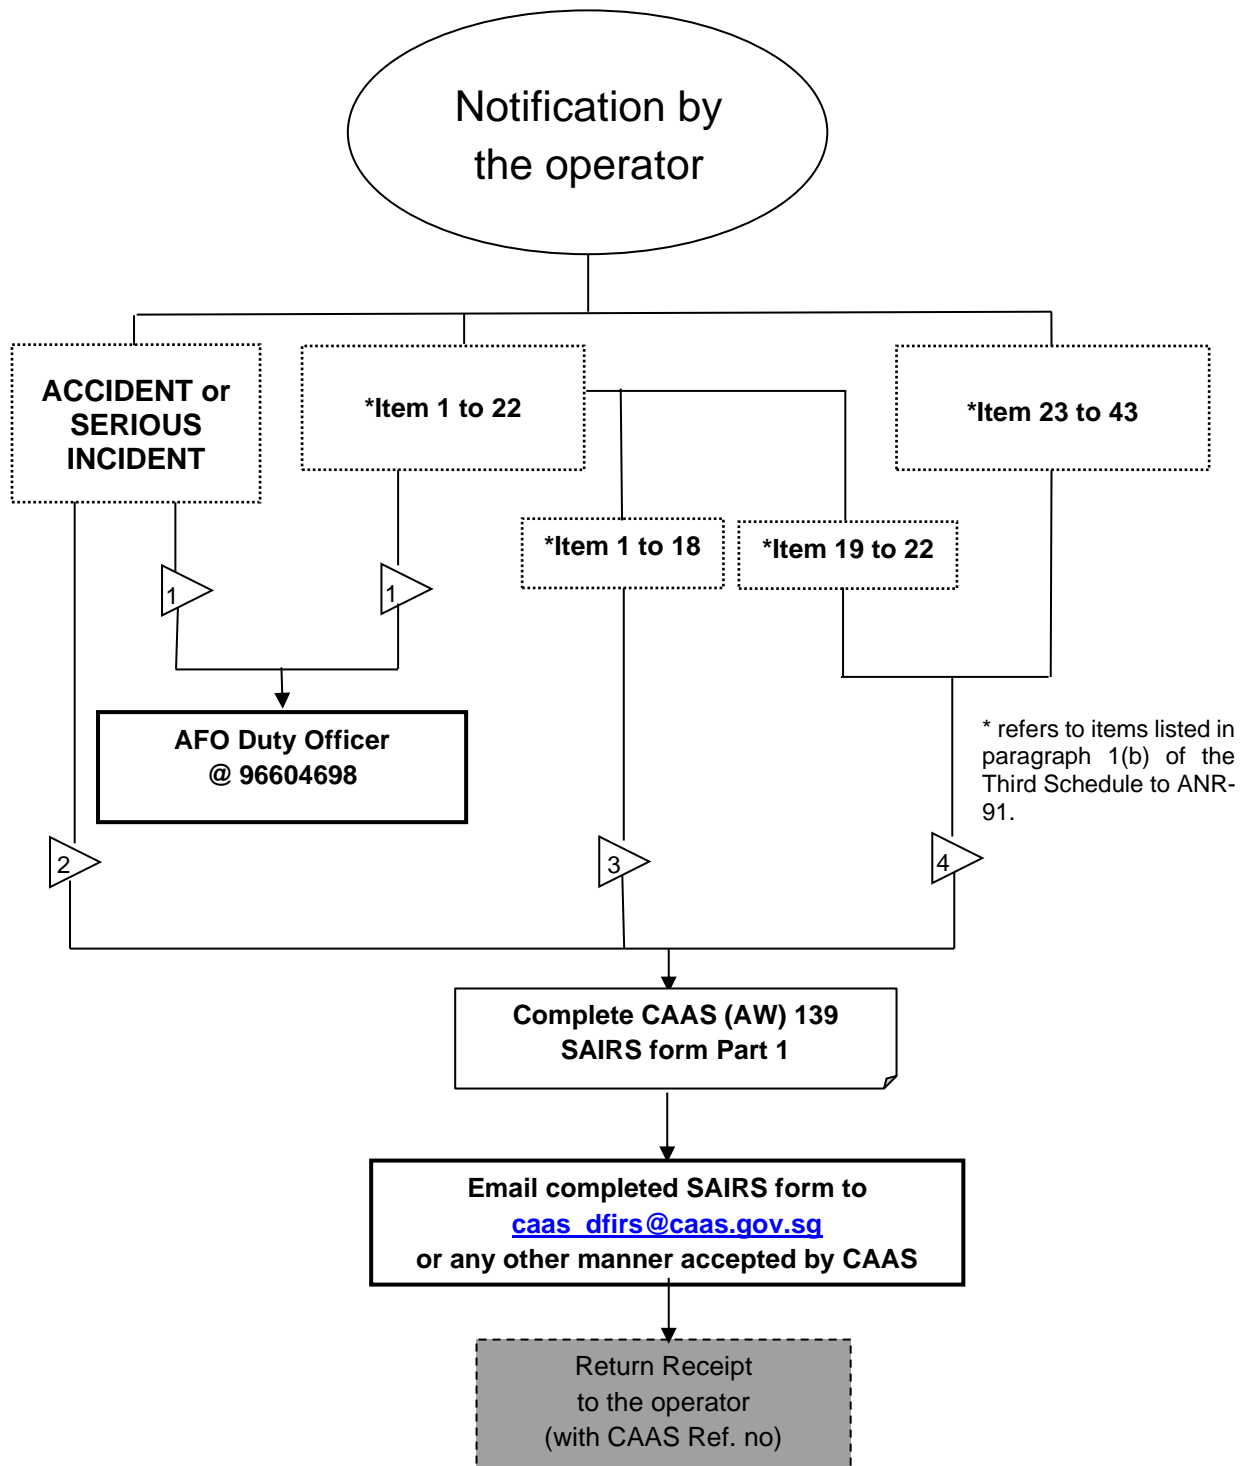 Notification by
the operator
ACCIDENT or
SERIOUS
INCIDENT
*Item 1 to 22
*Item 23 to 43
*Item 1 to 18
*Item 19 to 22
1
1
AFO Duty Officer
@ 96604698
* refers to items listed in
paragraph 1(b) of the
Third Schedule to ANR-
91.
2
3
4
Complete CAAS (AW) 139
SAIRS form Part 1
Email completed SAIRS form to
caas_dfirs@caas.gov.sg
or any other manner accepted by CAAS
Return Receipt
to the operator
(with CAAS Ref. no)